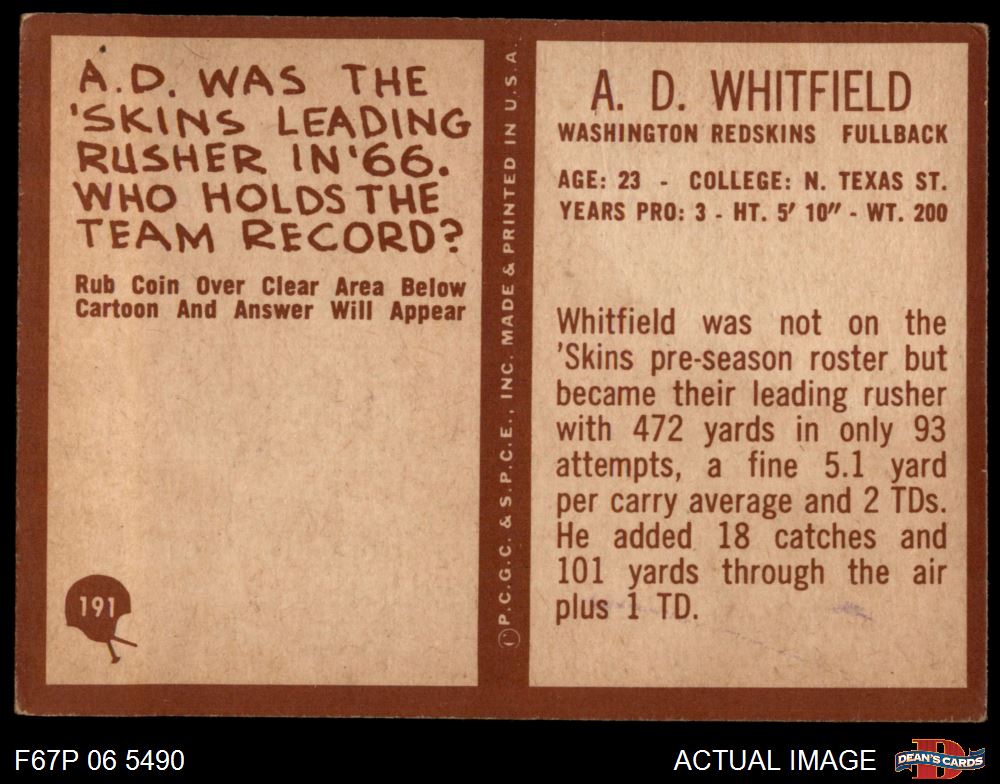 A.D. WAS THE
'SKINS LEADING
RUSHER IN '66.
WHO HOLDS THE
TEAM RECORD?
Rub Coin Over Clear Area Below
Cartoon And Answer Will Appear
191
©P.C.G.C. & S.P.C.E., INC. MADE & PRINTED IN U.S.A.
A. D. WHITFIELD
WASHINGTON REDSKINS FULLBACK
AGE: 23 - COLLEGE: N. TEXAS ST.
YEARS PRO: 3 - HT. 5' 10" - WT. 200
Whitfield was not on the
'Skins pre-season roster but
became their leading rusher
with 472 yards in only 93
attempts, a fine 5.1 yard
per carry average and 2 TDs.
He added 18 catches and
101 yards through the air
plus 1 TD.
F67P 06 5490
ACTUAL IMAGE
D
DEAN'S CARDS